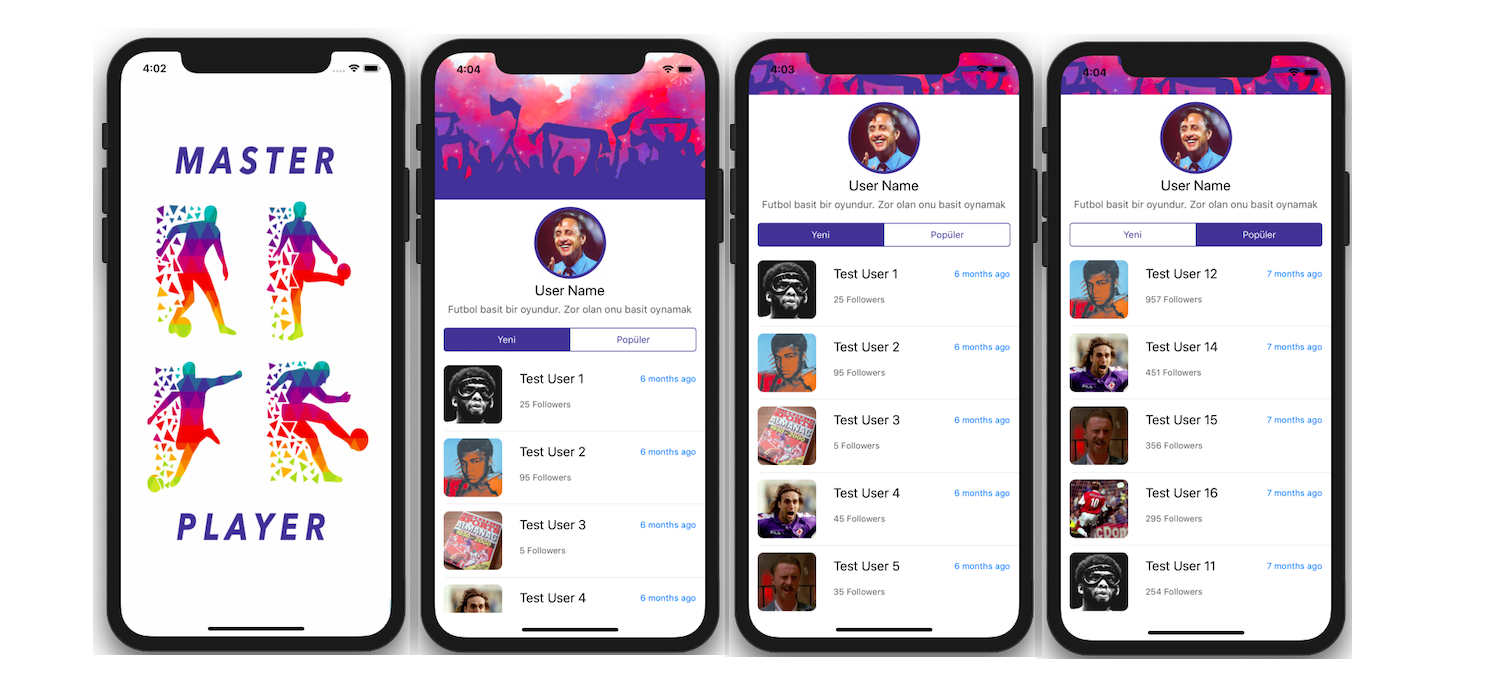 4:02
MASTER
PLAYER
4:04
User Name
Futbol basit bir oyundur. Zor olan onu basit oynamak
Yeni Popüler
Test User 1 6 months ago
25 Followers
Test User 2 6 months ago
95 Followers
Test User 3 6 months ago
5 Followers
Test User 4 6 months ago
4:03
User Name
Futbol basit bir oyundur. Zor olan onu basit oynamak
Yeni Popüler
Test User 1 6 months ago
25 Followers
Test User 2 6 months ago
95 Followers
Test User 3 6 months ago
5 Followers
Test User 4 6 months ago
45 Followers
Test User 5 6 months ago
35 Followers
4:04
User Name
Futbol basit bir oyundur. Zor olan onu basit oynamak
Yeni Popüler
Test User 12 7 months ago
957 Followers
Test User 14 7 months ago
451 Followers
Test User 15 7 months ago
356 Followers
Test User 16 7 months ago
295 Followers
Test User 11 7 months ago
254 Followers